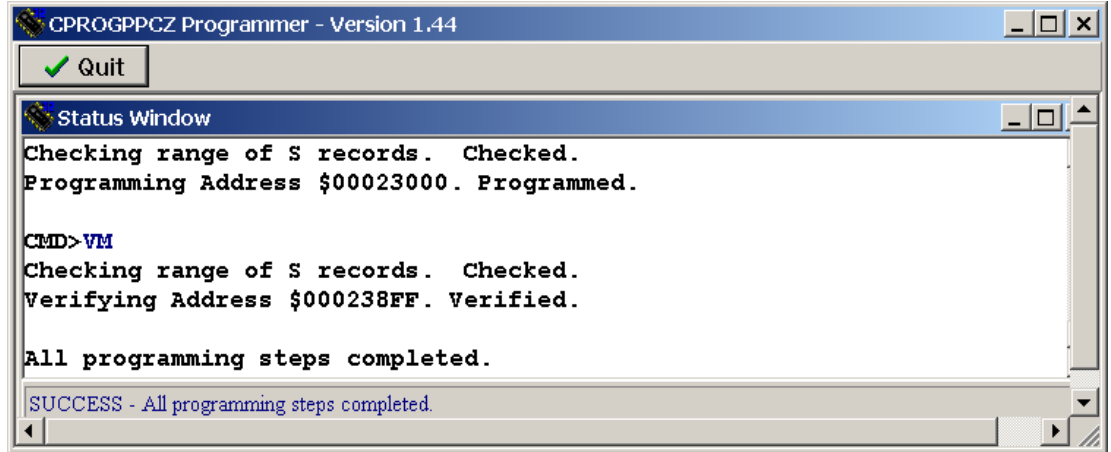 CPROGPPCZ Programmer - Version 1.44
Quit
Status Window
Checking range of S records.  Checked.
Programming Address $00023000. Programmed.
CMD>VM
Checking range of S records.  Checked.
Verifying Address $000238FF. Verified.
All programming steps completed.
SUCCESS - All programming steps completed.